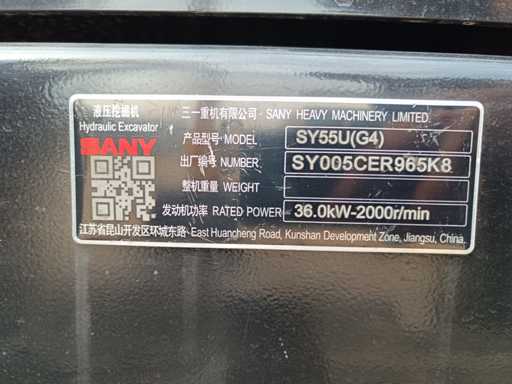 液压挖掘机
Hydraulic Excavator
SANY
三一重机有限公司 · SANY HEAVY MACHINERY LIMITED
产品型号 MODEL SY55U(G4)
出厂编号 NUMBER SY005CER965K8
整机重量 WEIGHT
发动机功率 RATED POWER 36.0kW-2000r/min
江苏省昆山开发区环城东路 East Huancheng Road, Kunshan Development Zone, Jiangsu, China